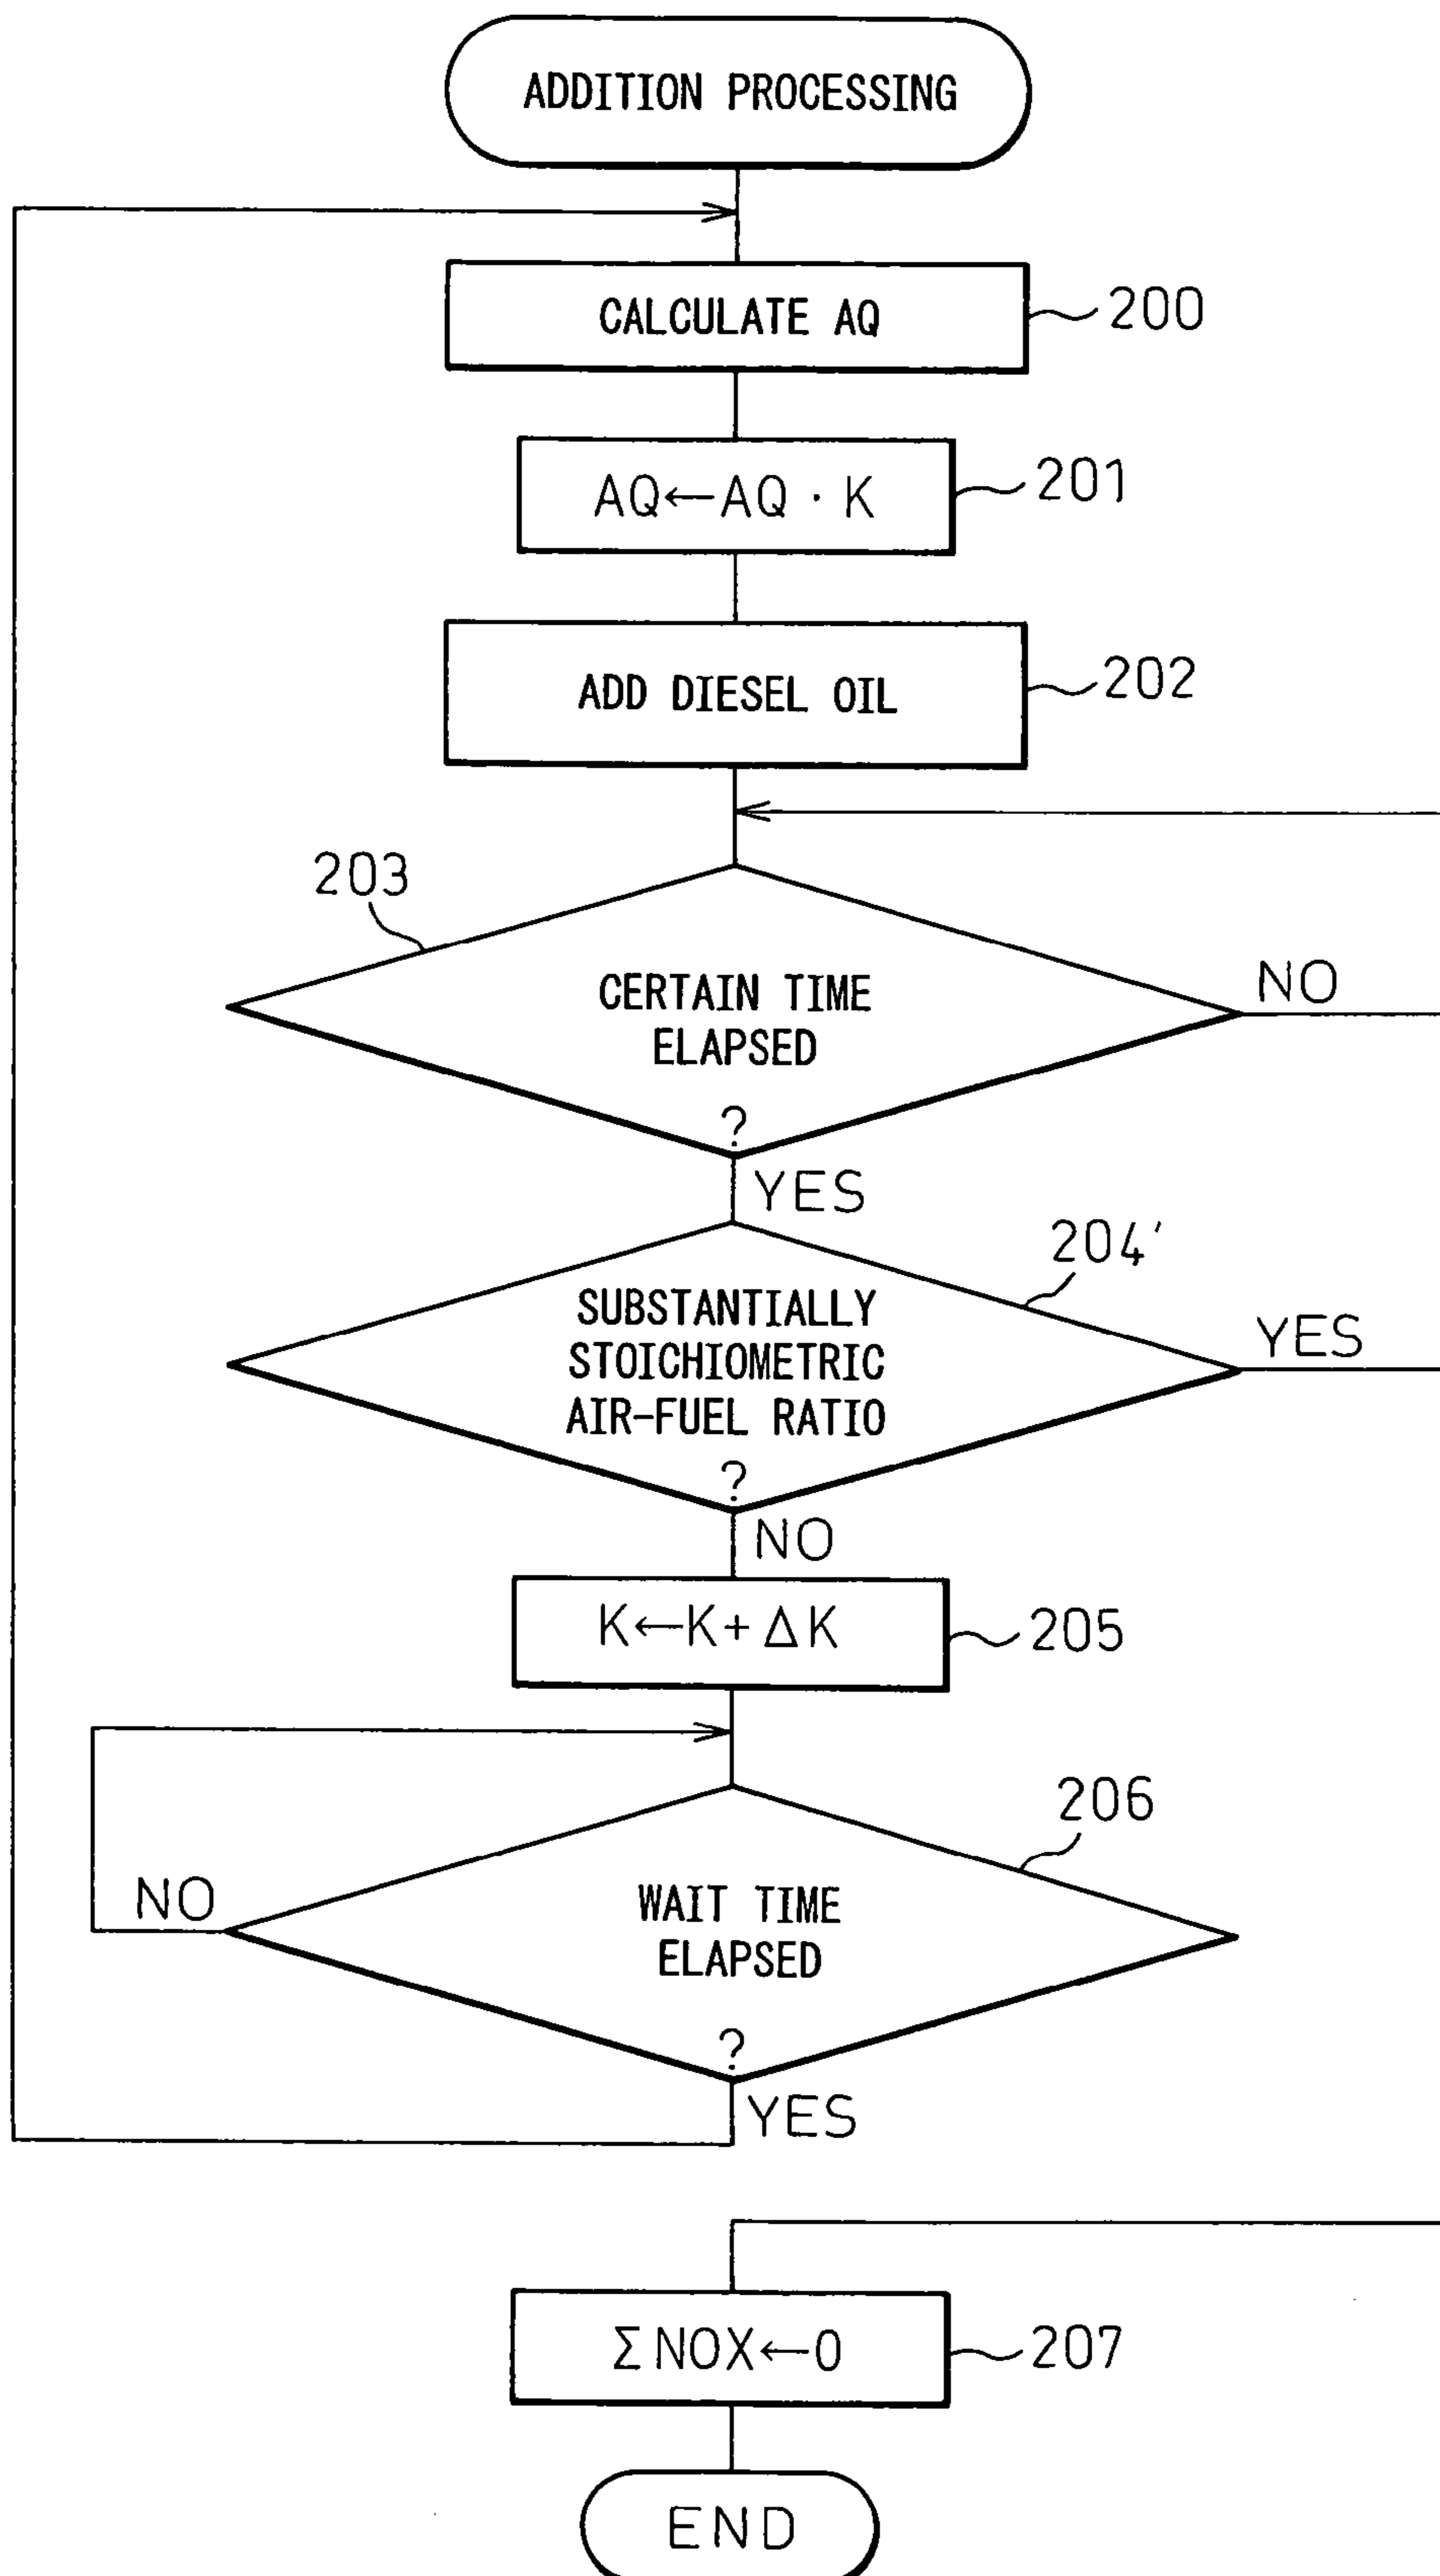 ADDITION PROCESSING
CALCULATE AQ
200
AQ←AQ・K
201
ADD DIESEL OIL
202
203
CERTAIN TIME
ELAPSED
?
NO
YES
204'
SUBSTANTIALLY
STOICHIOMETRIC
AIR-FUEL RATIO
?
YES
NO
K←K+ΔK
205
206
WAIT TIME
ELAPSED
?
NO
YES
ΣNOX←0
207
END